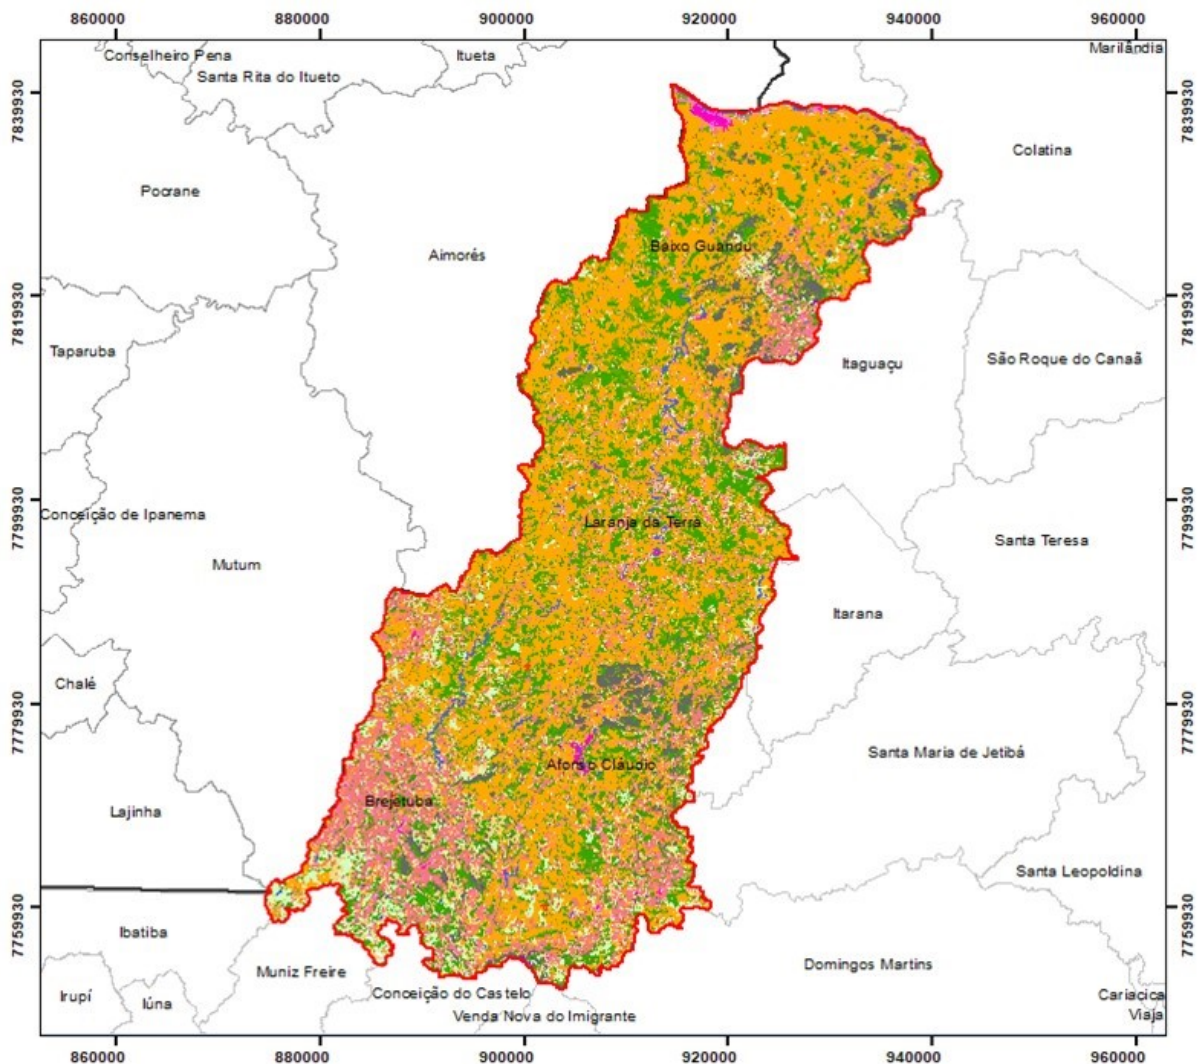 860000 880000 900000 920000 940000 960000
Conselheiro Pena
Itueta
Marilândia
Santa Rita do Itueto
7839930
7839930
Colatina
Pocrane
Baixo Guandu
Aimorés
7819930
7819930
Taparuba
São Roque do Canaã
Itaguaçu
7799930
7799930
Conceição de Ipanema
Laranja da Terra
Santa Teresa
Mutum
Itarana
Chalé
7779930
7779930
Santa Maria de Jetibá
Afonso Claudio
Brejetuba
Lajinha
Santa Leopoldina
7759930
7759930
Ibatiba
Domingos Martins
Muniz Freire
Irupí
Iúna
Conceição do Castelo
Cariacica
Venda Nova do Imigrante
Viaja
860000 880000 900000 920000 940000 960000